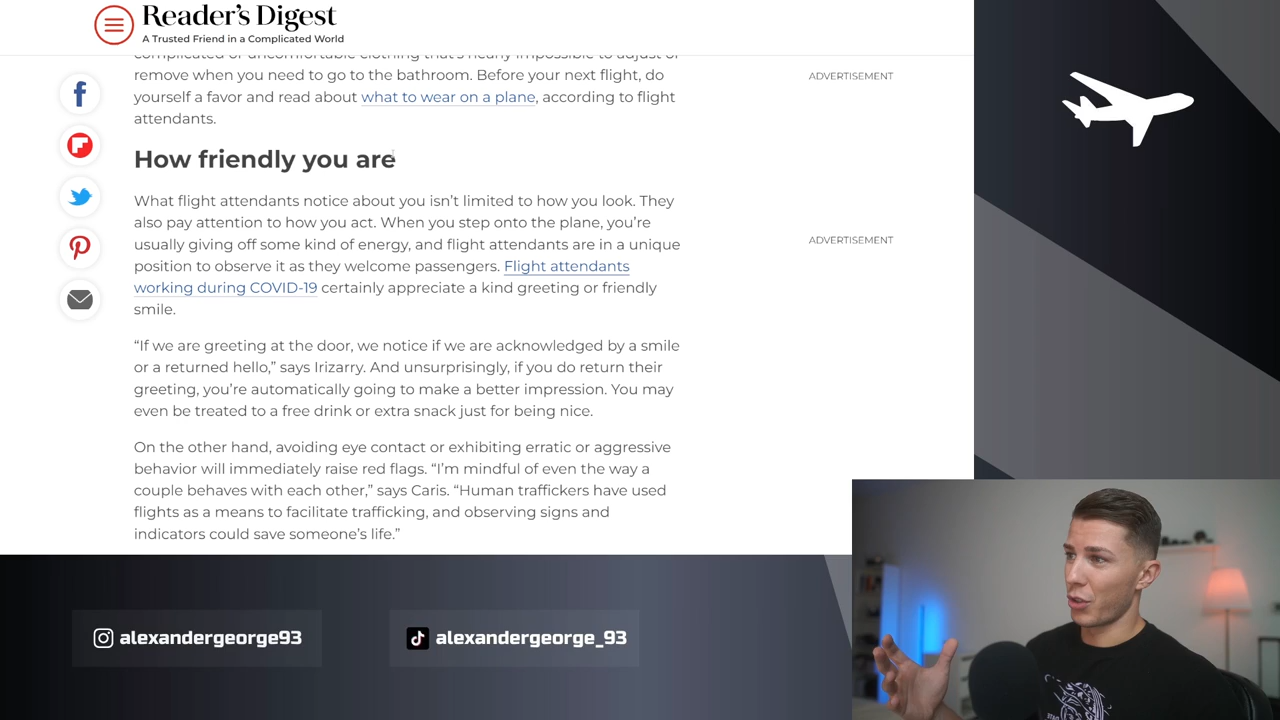 Reader's Digest
A Trusted Friend in a Complicated World
complicated or uncomfortable clothing that's nearly impossible to adjust or
remove when you need to go to the bathroom. Before your next flight, do
yourself a favor and read about what to wear on a plane, according to flight
attendants.
How friendly you are
What flight attendants notice about you isn’t limited to how you look. They
also pay attention to how you act. When you step onto the plane, you’re
usually giving off some kind of energy, and flight attendants are in a unique
position to observe it as they welcome passengers. Flight attendants
working during COVID-19 certainly appreciate a kind greeting or friendly
smile.
“If we are greeting at the door, we notice if we are acknowledged by a smile
or a returned hello,” says Irizarry. And unsurprisingly, if you do return their
greeting, you’re automatically going to make a better impression. You may
even be treated to a free drink or extra snack just for being nice.
On the other hand, avoiding eye contact or exhibiting erratic or aggressive
behavior will immediately raise red flags. “I’m mindful of even the way a
couple behaves with each other,” says Caris. “Human traffickers have used
flights as a means to facilitate trafficking, and observing signs and
indicators could save someone’s life.”
ADVERTISEMENT
ADVERTISEMENT
alexandergeorge93
alexandergeorge_93